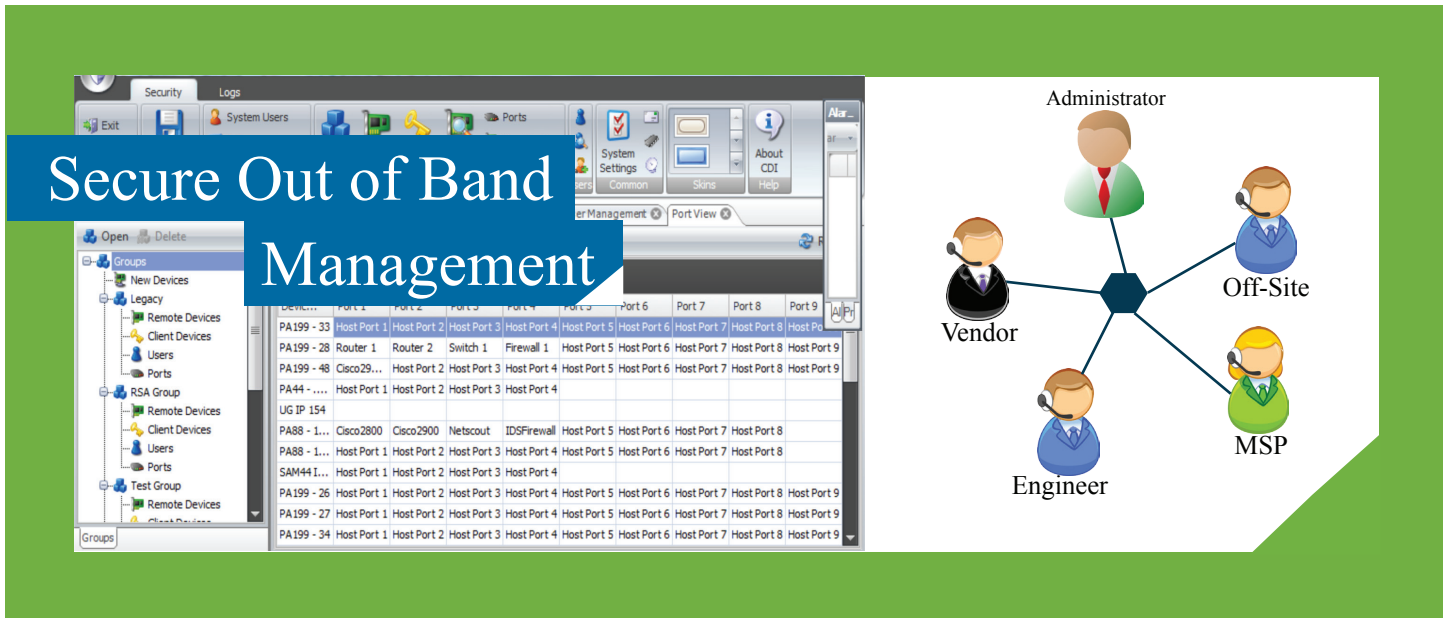 Security Logs
Exit
System Users
Ports
System
Settings
About
CDI
Common
Skins
Help
Alar...
Secure Out of Band
Management
Port View
Open Delete
Groups
New Devices
Legacy
Remote Devices
Client Devices
Users
Ports
RSA Group
Remote Devices
Client Devices
Users
Ports
Test Group
Remote Devices
Client Devices
Groups
Port 6 Port 7 Port 8 Port 9
PA199 - 33 Host Port 1 Host Port 2 Host Port 3 Host Port 4 Host Port 5 Host Port 6 Host Port 7 Host Port 8
PA199 - 28 Router 1 Router 2 Switch 1 Firewall 1 Host Port 5 Host Port 6 Host Port 7 Host Port 8 Host Port 9
PA199 - 48 Cisco29... Host Port 2 Host Port 3 Host Port 4 Host Port 5 Host Port 6 Host Port 7 Host Port 8 Host Port 9
PA44 - .... Host Port 1 Host Port 2 Host Port 3 Host Port 4
UG IP 154
PA88 - 1... Cisco2800 Cisco2900 Netscout IDSFirewall Host Port 5 Host Port 6 Host Port 7 Host Port 8
PA88 - 1... Host Port 1 Host Port 2 Host Port 3 Host Port 4 Host Port 5 Host Port 6 Host Port 7 Host Port 8
SAM44 I... Host Port 1 Host Port 2 Host Port 3 Host Port 4
PA199 - 26 Host Port 1 Host Port 2 Host Port 3 Host Port 4 Host Port 5 Host Port 6 Host Port 7 Host Port 8 Host Port 9
PA199 - 27 Host Port 1 Host Port 2 Host Port 3 Host Port 4 Host Port 5 Host Port 6 Host Port 7 Host Port 8 Host Port 9
PA199 - 34 Host Port 1 Host Port 2 Host Port 3 Host Port 4 Host Port 5 Host Port 6 Host Port 7 Host Port 8 Host Port 9
Administrator
Off-Site
Vendor
MSP
Engineer